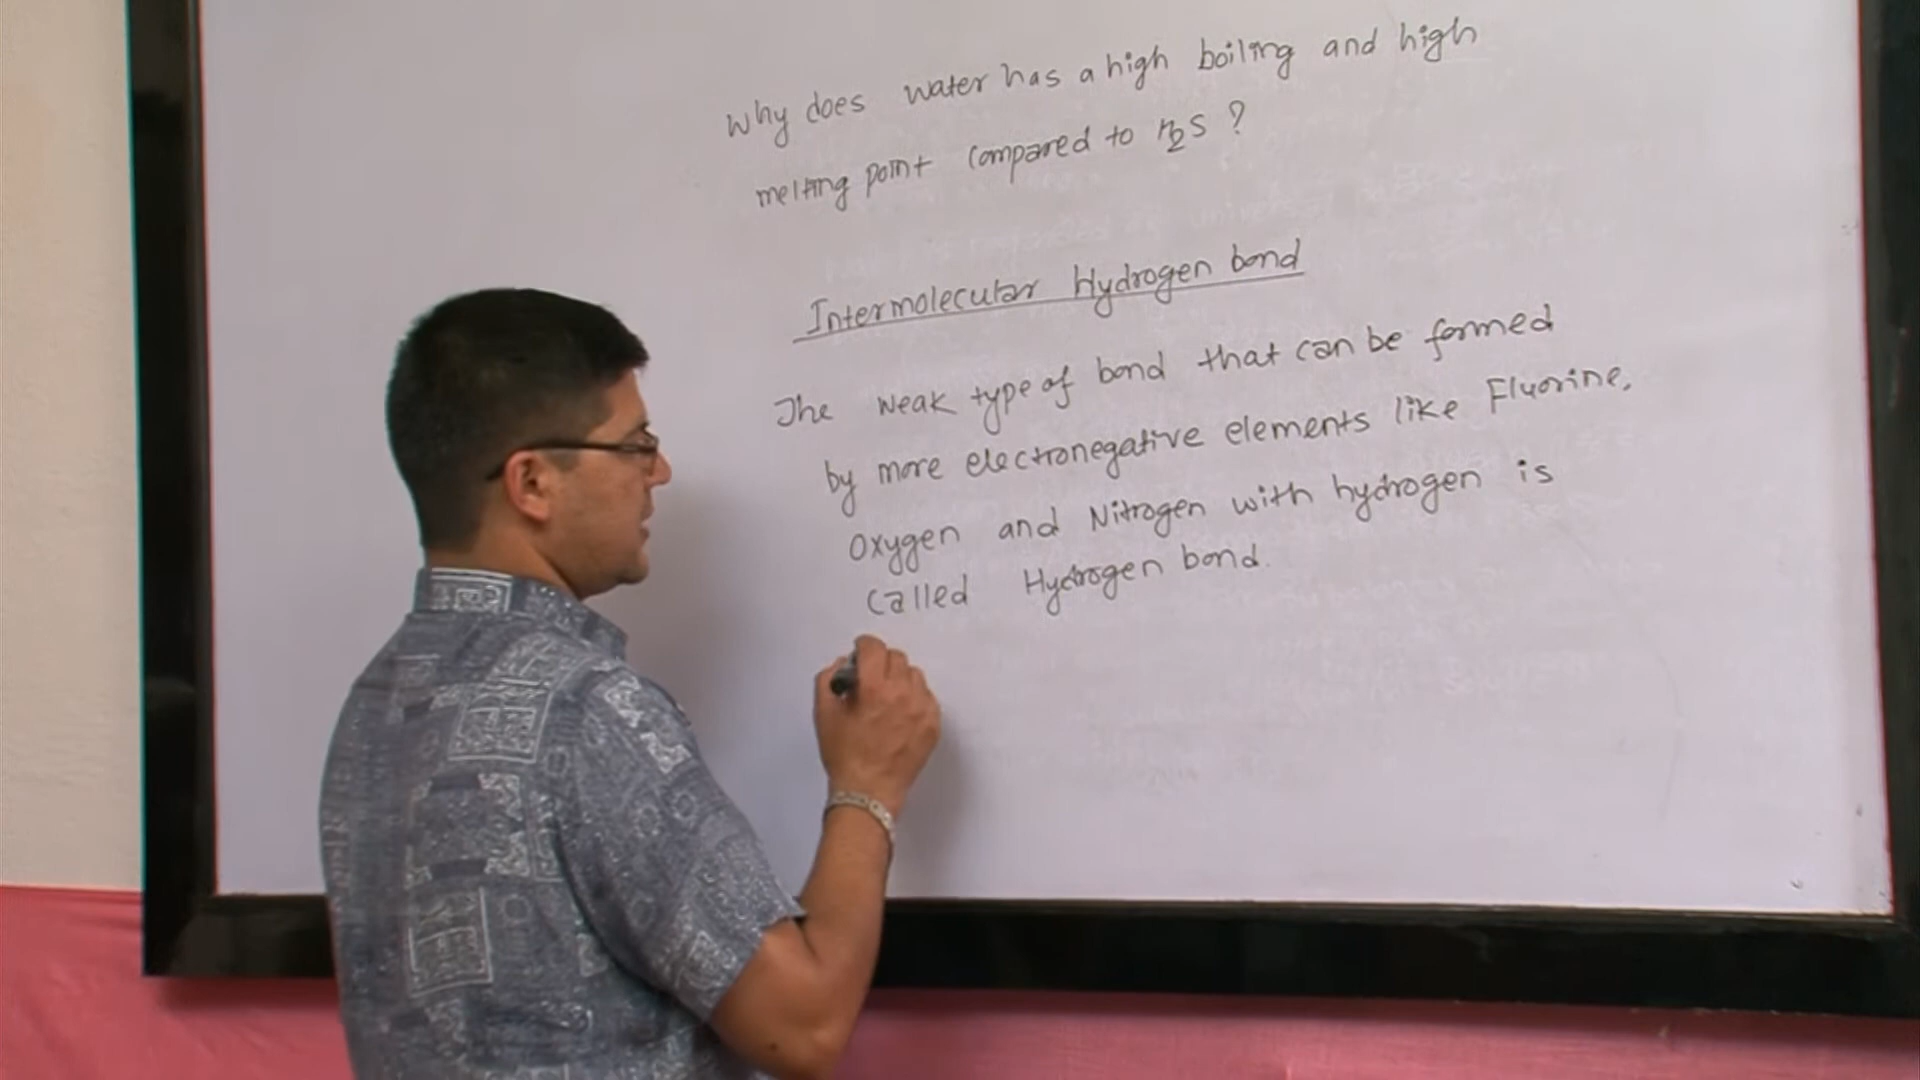 Why does water has a high boiling and high
melting point compared to H2S ?
Intermolecular Hydrogen bond
The weak type of bond that can be formed
by more electronegative elements like Fluorine,
Oxygen and Nitrogen with hydrogen is
called Hydrogen bond.